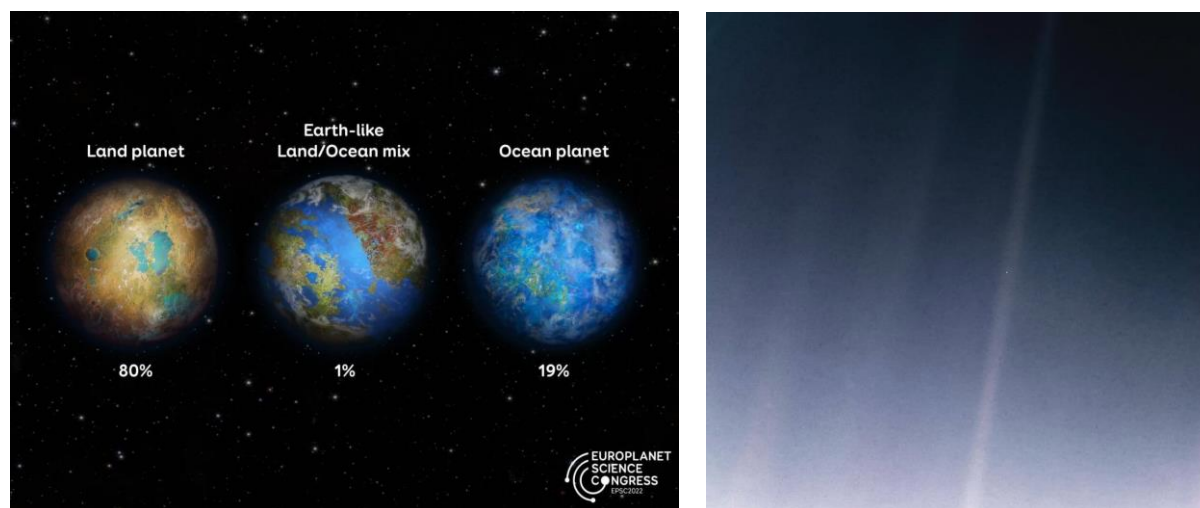 Earth-like
Land planet
Land/Ocean mix
Ocean planet
80%
1%
19%
EUROPLANET
SCIENCE
CONGRESS
EPSC2022